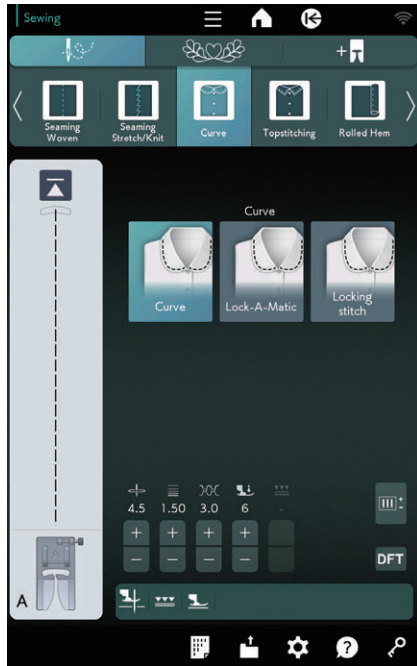 Sewing
Seaming
Woven
Seaming
Stretch/Knit
Curve
Topstitching
Rolled Hem
Curve
Curve
Lock-A-Matic
Locking
stitch
4.5 1.50 3.0 6 -
+ + + +
- - - -
DFT
A